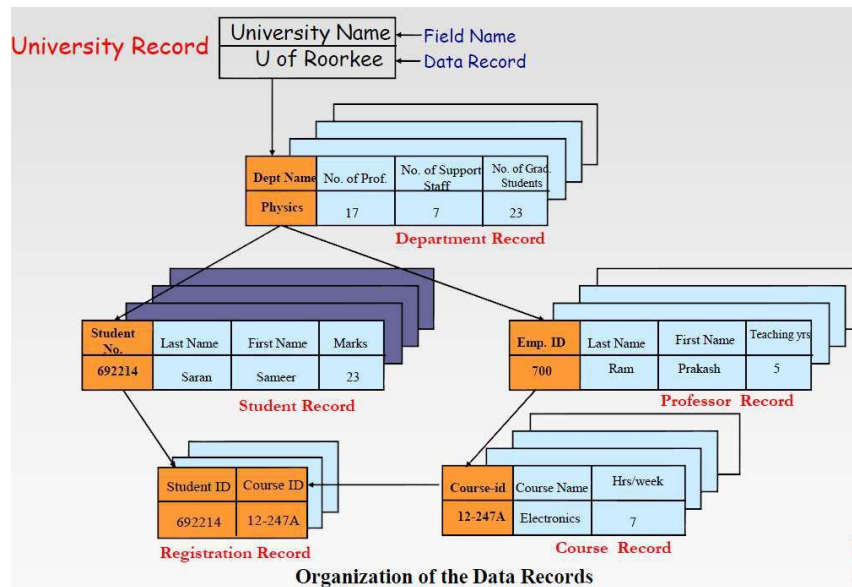 University Record
University Name
Field Name
U of Roorkee
Data Record
Dept Name
No. of Prof.
No. of Support
Staff
No. of Grad.
Students
Physics
17
7
23
Department Record
Student
No.
Last Name
First Name
Marks
692214
Saran
Sameer
23
Student Record
Emp. ID
Last Name
First Name
Teaching yrs
700
Ram
Prakash
5
Professor Record
Student ID
Course ID
692214
12-247A
Registration Record
Course-id
Course Name
Hrs/week
12-247A
Electronics
7
Course Record
Organization of the Data Records